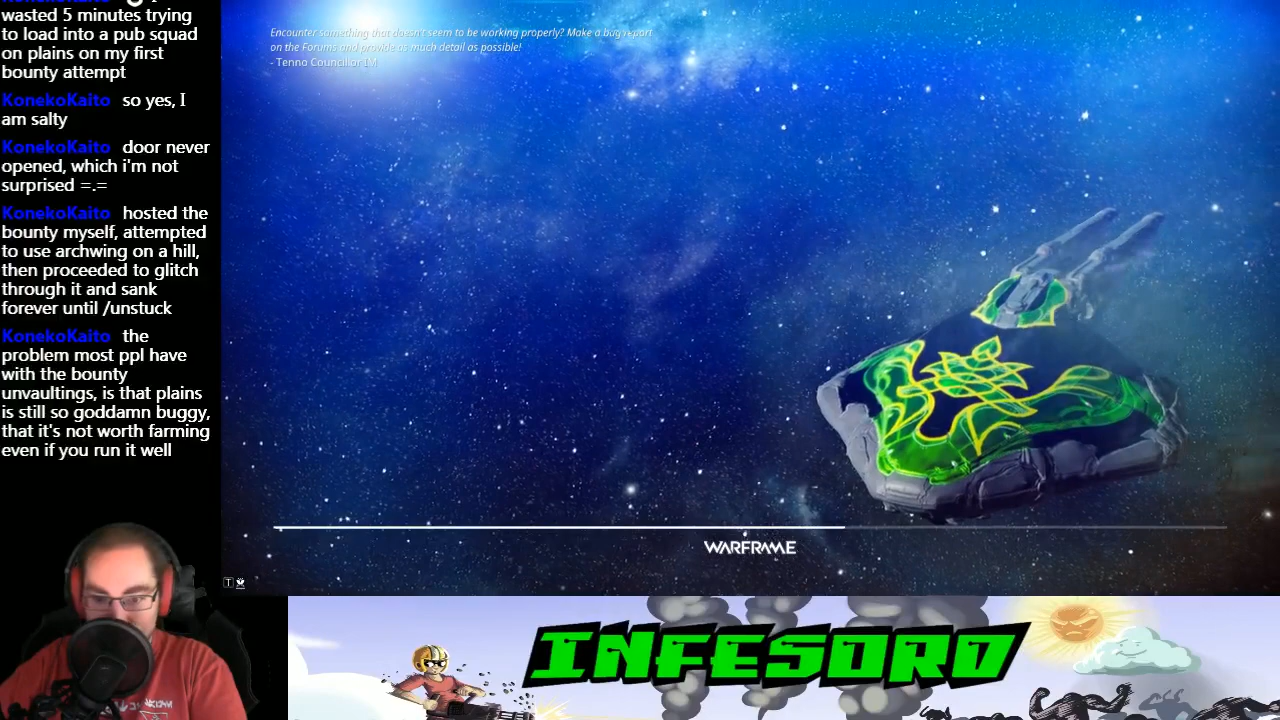 wasted 5 minutes trying
to load into a pub squad
on plains on my first
bounty attempt
KonekoKaito so yes, I
am salty
KonekoKaito door never
opened, which i'm not
surprised =.=
KonekoKaito hosted the
bounty myself, attempted
to use archwing on a hill,
then proceeded to glitch
through it and sank
forever until /unstuck
KonekoKaito the
problem most ppl have
with the bounty
unvaultings, is that plains
is still so goddamn buggy,
that it's not worth farming
even if you run it well
Encounter something that doesn't seem to be working properly? Make a bug report
on the Forums and provide as much detail as possible!
- Tenno Councillor IM
WARFRAME
T
INFESORO